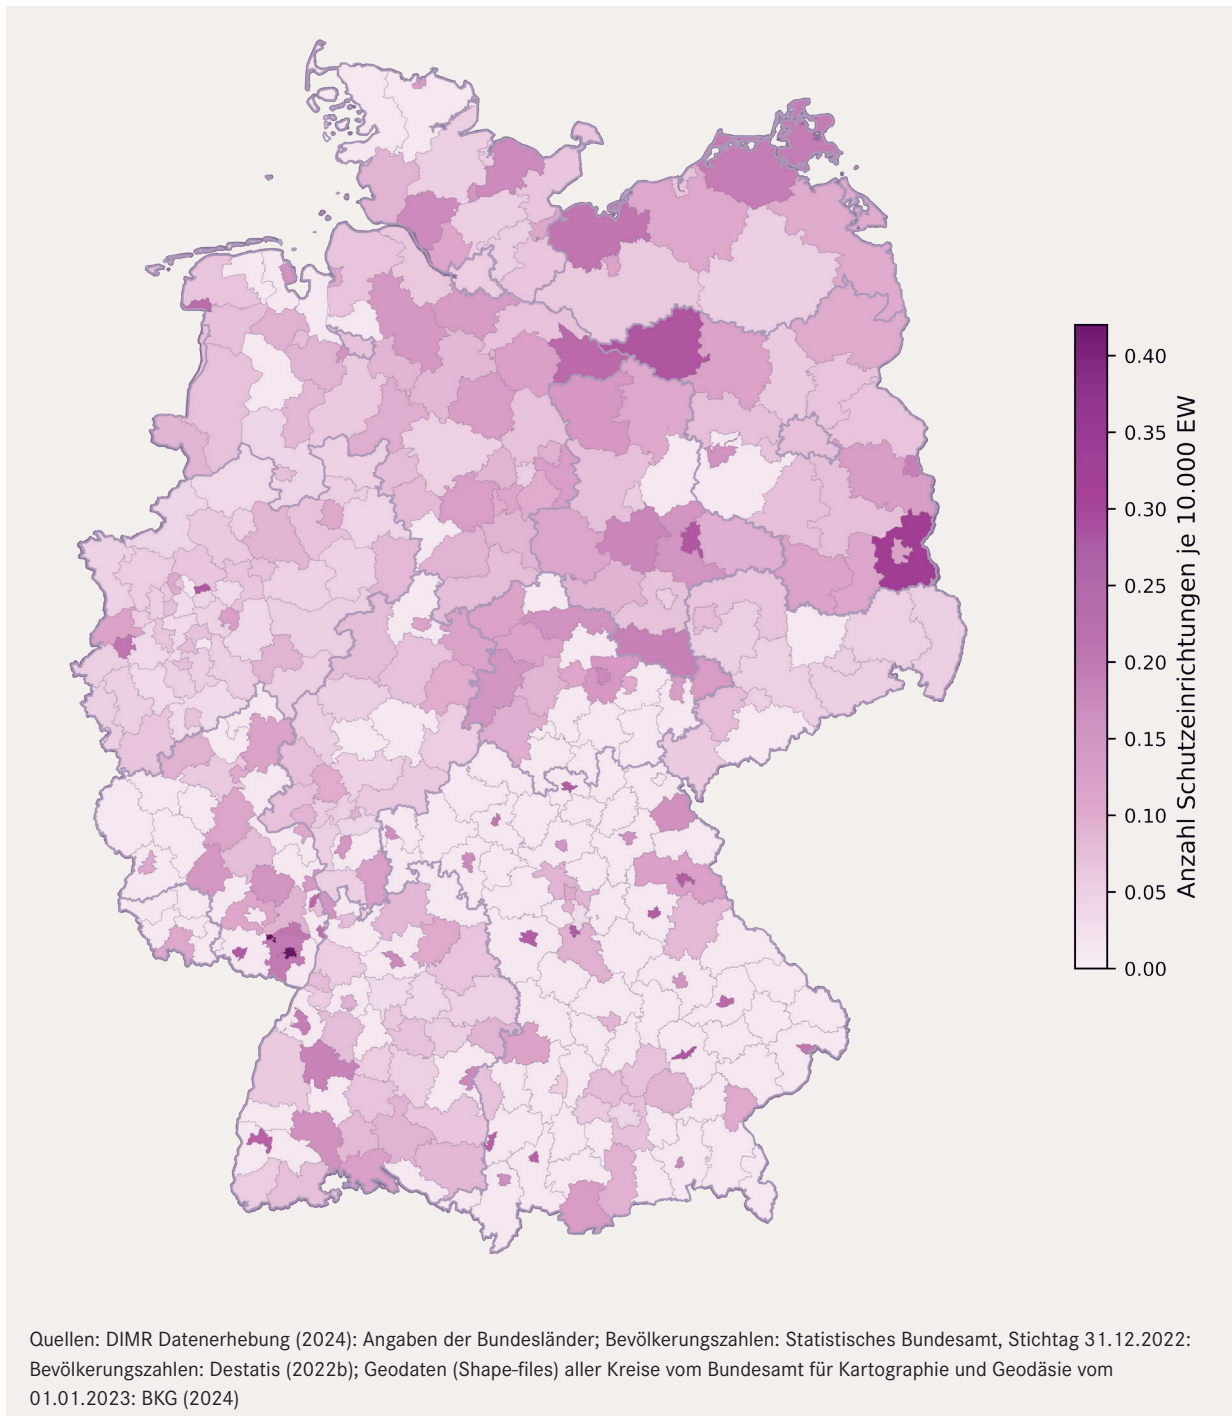 0.40
0.35
0.30
0.25
0.20
0.15
0.10
0.05
0.00
Anzahl Schutzeinrichtungen je 10.000 EW
Quellen: DIMR Datenerhebung (2024): Angaben der Bundesländer; Bevölkerungszahlen: Statistisches Bundesamt, Stichtag 31.12.2022:
Bevölkerungszahlen: Destatis (2022b); Geodaten (Shape-files) aller Kreise vom Bundesamt für Kartographie und Geodäsie vom
01.01.2023: BKG (2024)